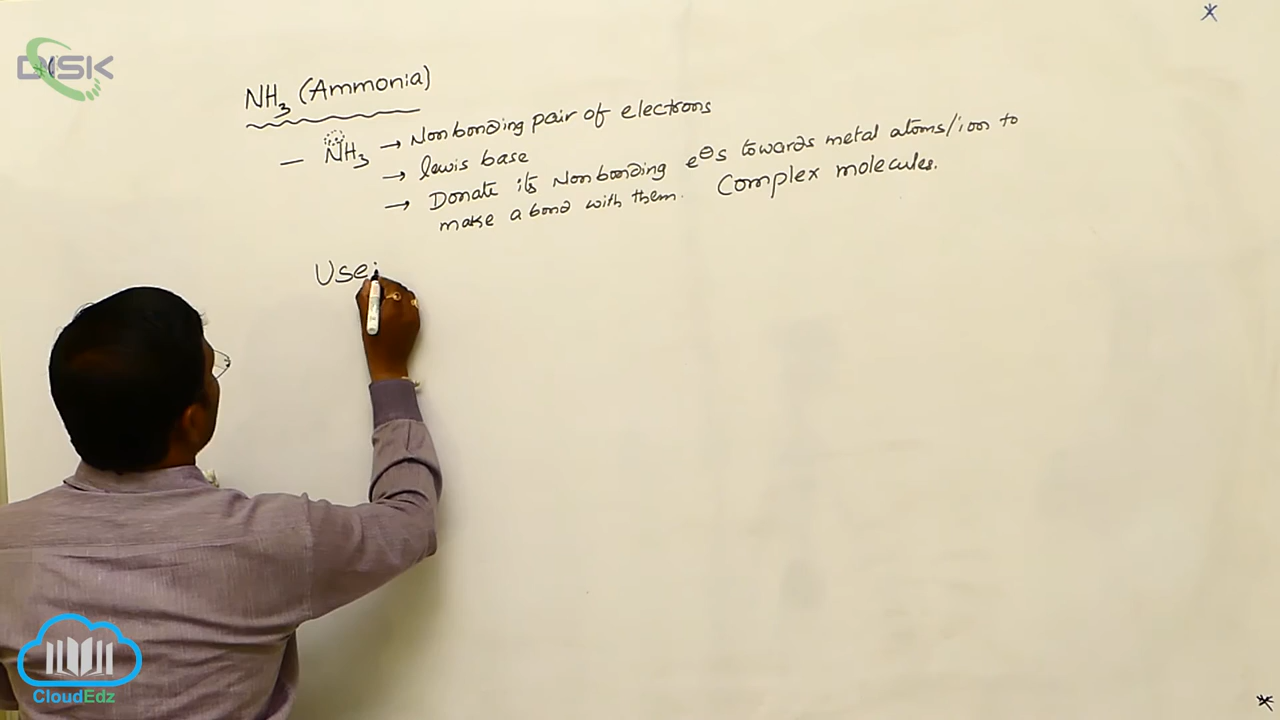 DISK
NH3 (Ammonia)
— NH3 → Nonbonding pair of electrons
→ lewis base
→ Donate its Nonbonding e⊖s towards metal atoms/ion to
make a bond with them. Complex molecules.
Use
CloudEdz